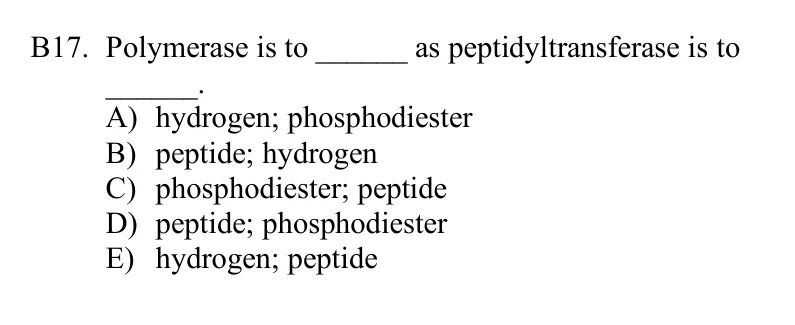 B17. Polymerase is to ______ as peptidyltransferase is to
______.
A) hydrogen; phosphodiester
B) peptide; hydrogen
C) phosphodiester; peptide
D) peptide; phosphodiester
E) hydrogen; peptide